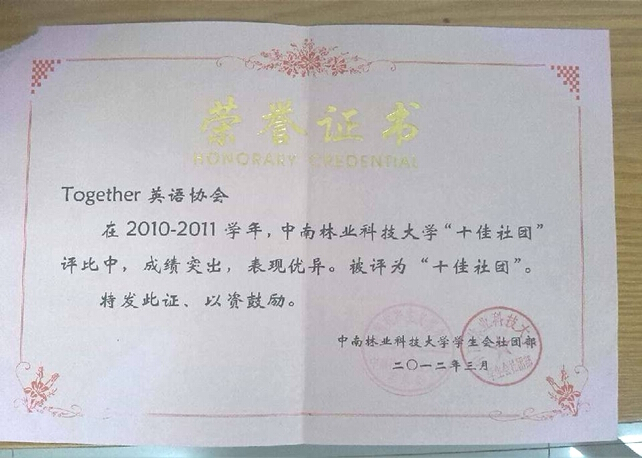 荣誉证书
HONORARY CREDENTIAL
Together 英语协会
在 2010-2011 学年，中南林业科技大学“十佳社团”
评比中，成绩突出，表现优异。被评为“十佳社团”。
特发此证、以资鼓励。
中南林业科技大学学生会社团部
二〇一二年三月